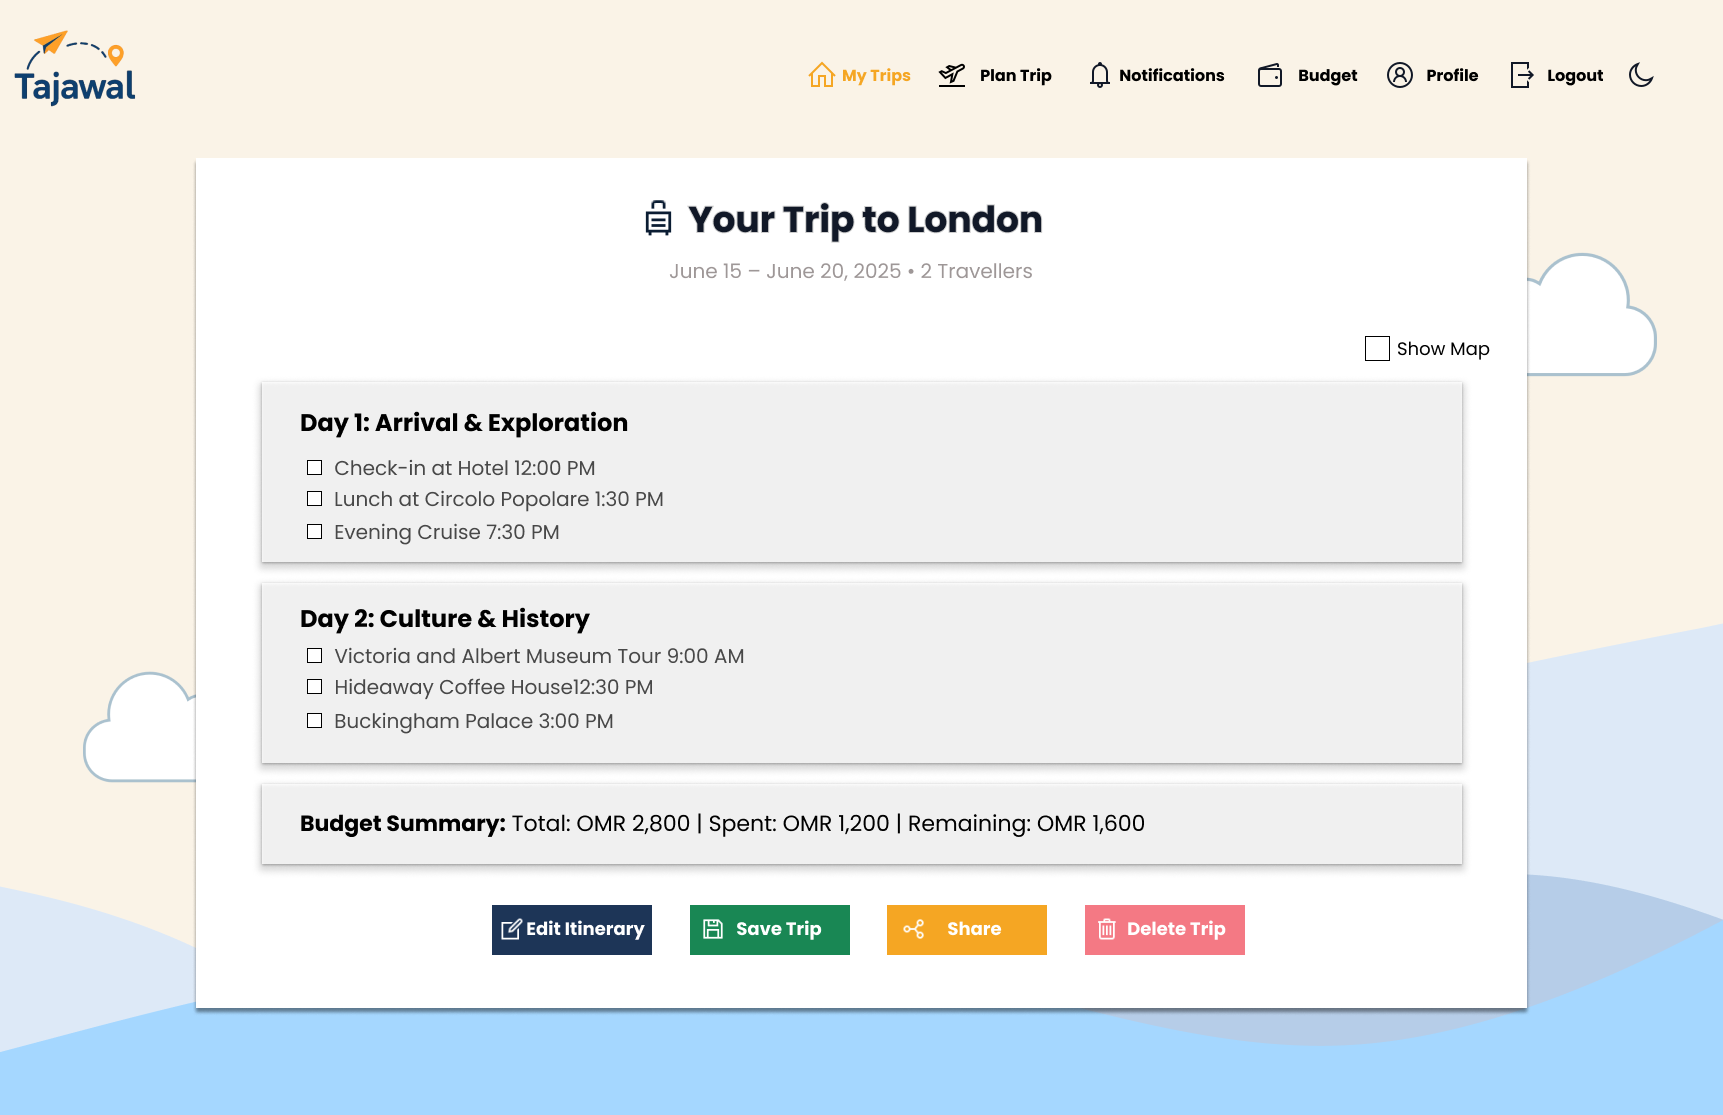 Tajawal
My Trips
Plan Trip
Notifications
Budget
Profile
Logout
Your Trip to London
June 15 – June 20, 2025 • 2 Travellers
Show Map
Day 1: Arrival & Exploration
Check-in at Hotel 12:00 PM
Lunch at Circolo Popolare 1:30 PM
Evening Cruise 7:30 PM
Day 2: Culture & History
Victoria and Albert Museum Tour 9:00 AM
Hideaway Coffee House12:30 PM
Buckingham Palace 3:00 PM
Budget Summary: Total: OMR 2,800 | Spent: OMR 1,200 | Remaining: OMR 1,600
Edit Itinerary
Save Trip
Share
Delete Trip